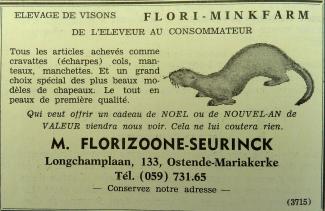 ELEVAGE DE VISONS FLORI-MINKFARM
DE L'ELEVEUR AU CONSOMMATEUR
Tous les articles achevés comme
cravattes (écharpes) cols, man-
teaux, manchettes. Et un grand
choix spécial des plus beaux mo-
dèles de chapeaux. Le tout en
peaux de première qualité.
Qui veut offrir un cadeau de NOEL ou de NOUVEL-AN de
VALEUR viendra nous voir. Cela ne lui coutera rien.
M. FLORIZOONE-SEURINCK
Longchamplaan, 133, Ostende-Mariakerke
Tél. (059) 731.65
— Conservez notre adresse —
(3715)